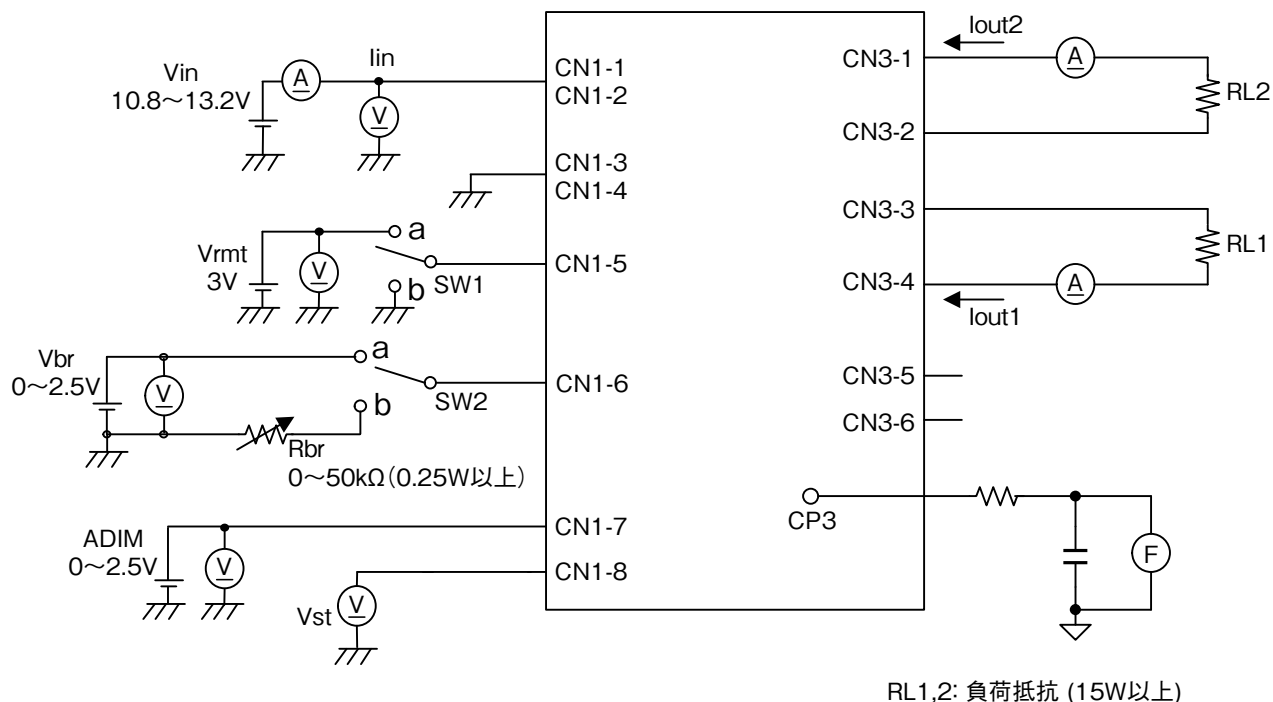 Vin
10.8～13.2V
A
Iin
V
CN1-1
CN1-2
CN1-3
CN1-4
Vrmt
3V
V
a
b
SW1
CN1-5
Vbr
0～2.5V
V
a
b
SW2
CN1-6
Rbr
0～50kΩ(0.25W以上)
ADIM
0～2.5V
V
CN1-7
Vst
V
CN1-8
Iout2
CN3-1
A
RL2
CN3-2
CN3-3
RL1
CN3-4
A
Iout1
CN3-5
CN3-6
CP3
F
RL1,2: 負荷抵抗 (15W以上)